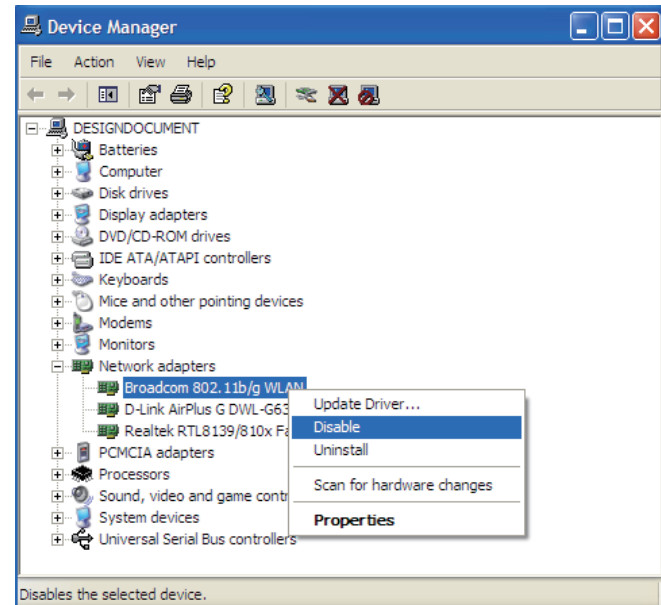 Device Manager
File Action View Help
DESIGNDOCUMENT
Batteries
Computer
Disk drives
Display adapters
DVD/CD-ROM drives
IDE ATA/ATAPI controllers
Keyboards
Mice and other pointing devices
Modems
Monitors
Network adapters
Broadcom 802.11b/g WLAN
D-Link AirPlus G DWL-G63
Realtek RTL8139/810x Fa
PCMCIA adapters
Processors
Sound, video and game contr
System devices
Universal Serial Bus controllers
Update Driver...
Disable
Uninstall
Scan for hardware changes
Properties
Disables the selected device.